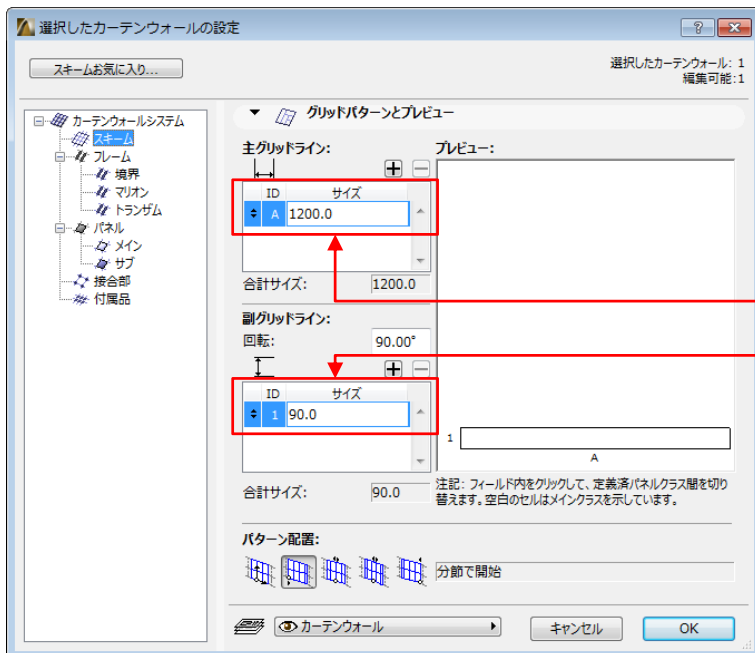 選択したカーテンウォールの設定
スキームお気に入り...
選択したカーテンウォール: 1
編集可能:1
カーテンウォールシステム
スキーム
フレーム
境界
マリオン
トランザム
パネル
メイン
サブ
接合部
付属品
グリッドパターンとプレビュー
主グリッドライン:
プレビュー:
ID サイズ
A 1200.0
合計サイズ: 1200.0
副グリッドライン:
回転: 90.00°
ID サイズ
1 90.0
合計サイズ: 90.0
1
A
注記: フィールド内をクリックして、定義済パネルクラス間を切り
替えます。空白のセルはメインクラスを示しています。
パターン配置:
分節で開始
カーテンウォール
キャンセル
OK